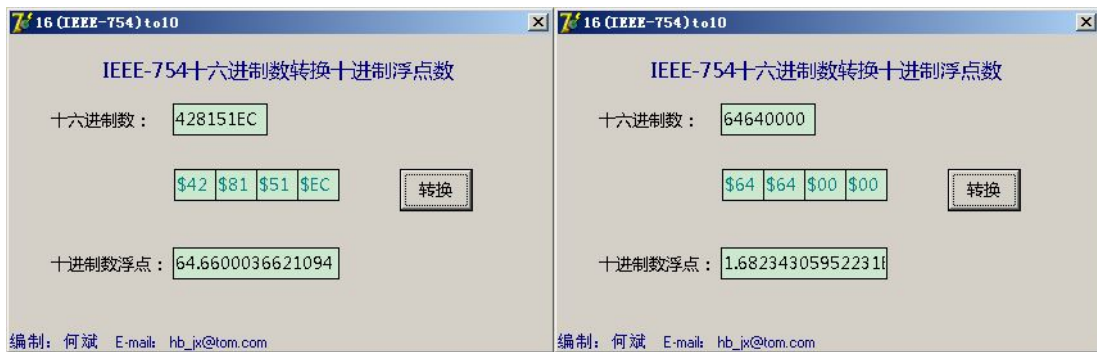 16(IEEE-754)to10
IEEE-754十六进制数转换十进制浮点数
十六进制数： 428151EC
$42 $81 $51 $EC 转换
十进制数浮点： 64.6600036621094
编制： 何斌 E-mail: hb_jx@tom.com
16(IEEE-754)to10
IEEE-754十六进制数转换十进制浮点数
十六进制数： 64640000
$64 $64 $00 $00 转换
十进制数浮点： 1.68234305952231E
编制： 何斌 E-mail: hb_jx@tom.com